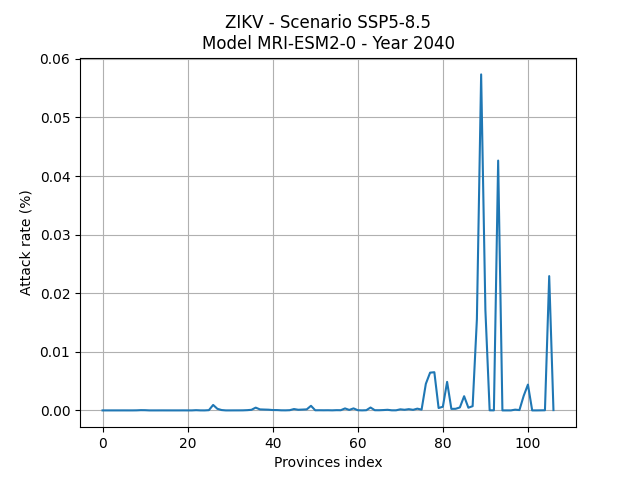 ZIKV - Scenario SSP5-8.5
Model MRI-ESM2-0 - Year 2040
0.06
0.05
0.04
0.03
0.02
0.01
0.00
Attack rate (%)
0 20 40 60 80 100
Provinces index